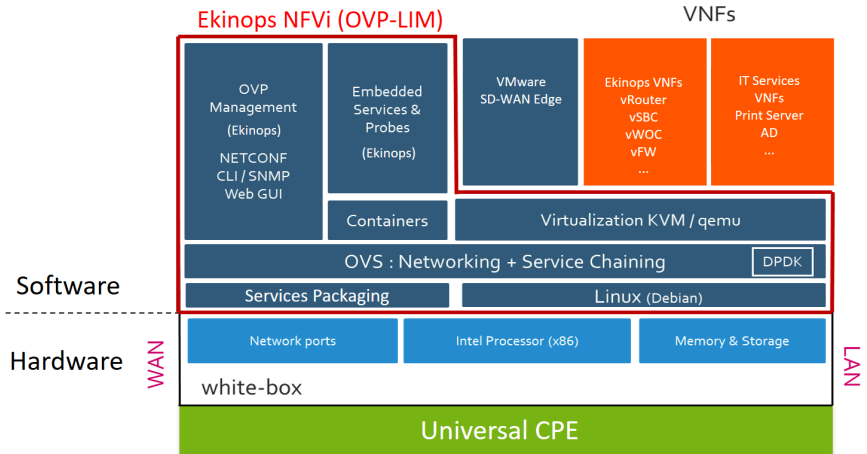 Ekinops NFVi (OVP-LIM)
VNFs
OVP
Management
(Ekinops)
NETCONF
CLI / SNMP
Web GUI
Embedded
Services &
Probes
(Ekinops)
VMware
SD-WAN Edge
Ekinops VNFs
vRouter
vSBC
vWOC
vFW
...
IT Services
VNFs
Print Server
AD
...
Containers
Virtualization KVM / qemu
OVS : Networking + Service Chaining
DPDK
Software
Services Packaging
Linux (Debian)
Hardware
WAN
Network ports
Intel Processor (x86)
Memory & Storage
LAN
white-box
Universal CPE